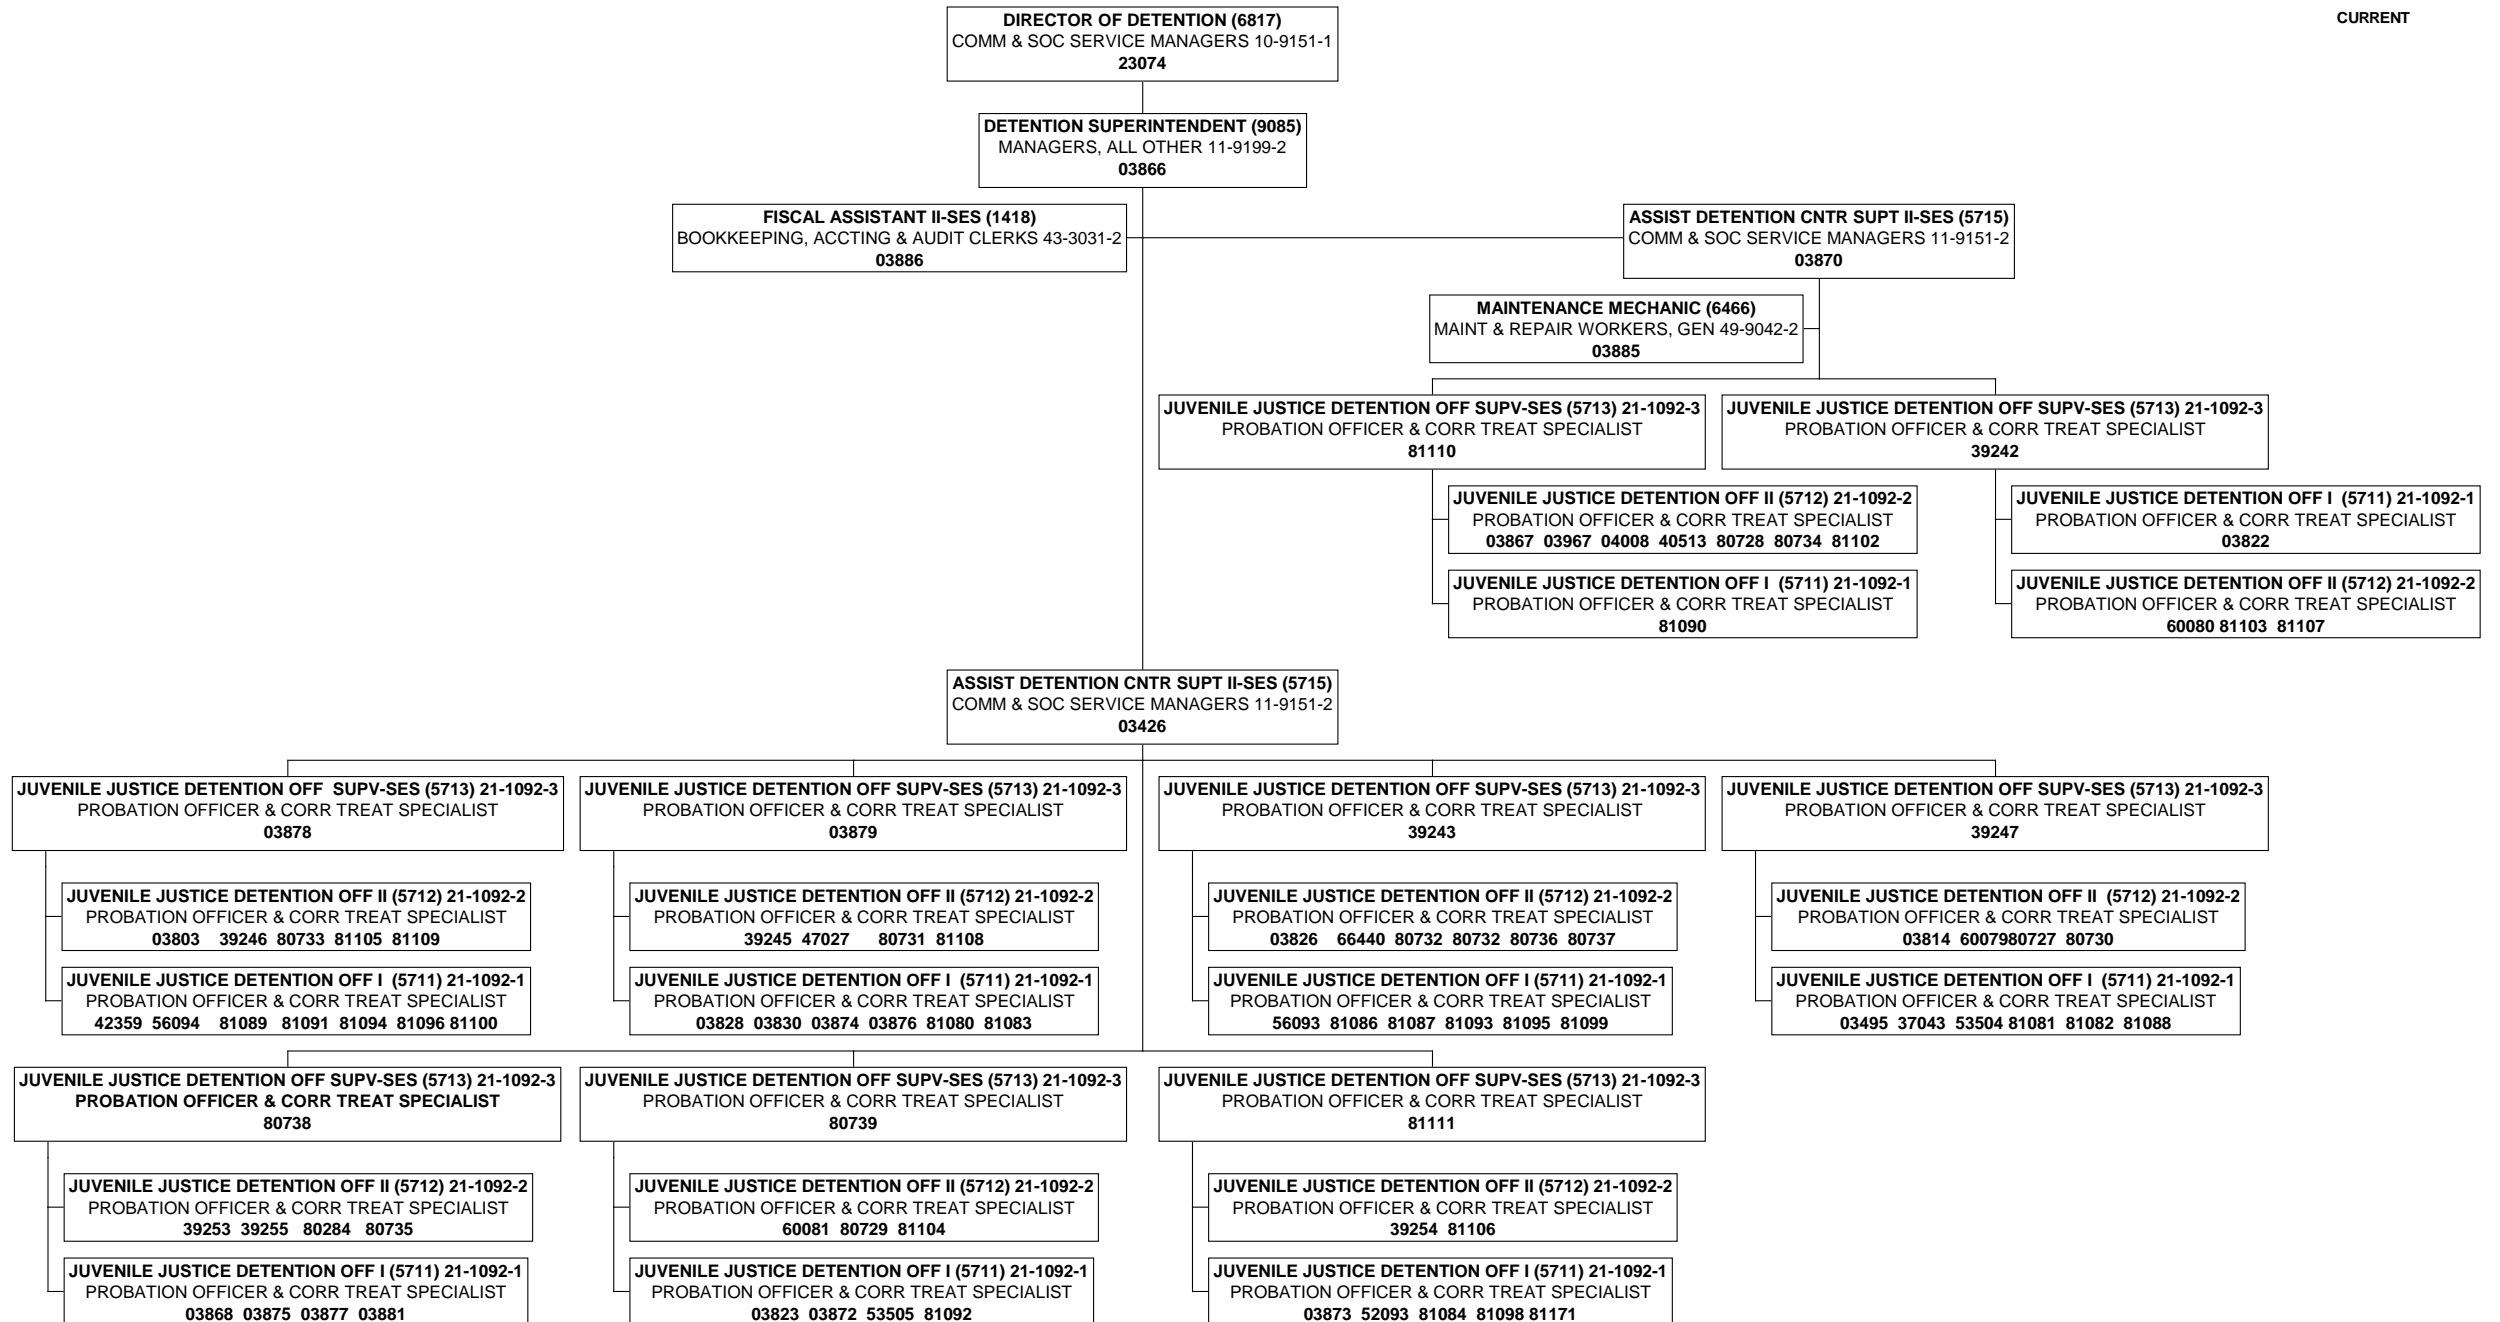 CURRENT
DIRECTOR OF DETENTION (6817)
COMM & SOC SERVICE MANAGERS 10-9151-1
23074
DETENTION SUPERINTENDENT (9085)
MANAGERS, ALL OTHER 11-9199-2
03866
FISCAL ASSISTANT II-SES (1418)
BOOKKEEPING, ACCTING & AUDIT CLERKS 43-3031-2
03886
ASSIST DETENTION CNTR SUPT II-SES (5715)
COMM & SOC SERVICE MANAGERS 11-9151-2
03870
MAINTENANCE MECHANIC (6466)
MAINT & REPAIR WORKERS, GEN 49-9042-2
03885
JUVENILE JUSTICE DETENTION OFF SUPV-SES (5713) 21-1092-3
PROBATION OFFICER & CORR TREAT SPECIALIST
81110
JUVENILE JUSTICE DETENTION OFF II (5712) 21-1092-2
PROBATION OFFICER & CORR TREAT SPECIALIST
03867 03967 04008 40513 80728 80734 81102
JUVENILE JUSTICE DETENTION OFF I (5711) 21-1092-1
PROBATION OFFICER & CORR TREAT SPECIALIST
81090
JUVENILE JUSTICE DETENTION OFF SUPV-SES (5713) 21-1092-3
PROBATION OFFICER & CORR TREAT SPECIALIST
39242
JUVENILE JUSTICE DETENTION OFF I (5711) 21-1092-1
PROBATION OFFICER & CORR TREAT SPECIALIST
03822
JUVENILE JUSTICE DETENTION OFF II (5712) 21-1092-2
PROBATION OFFICER & CORR TREAT SPECIALIST
60080 81103 81107
ASSIST DETENTION CNTR SUPT II-SES (5715)
COMM & SOC SERVICE MANAGERS 11-9151-2
03426
JUVENILE JUSTICE DETENTION OFF SUPV-SES (5713) 21-1092-3
PROBATION OFFICER & CORR TREAT SPECIALIST
03878
JUVENILE JUSTICE DETENTION OFF II (5712) 21-1092-2
PROBATION OFFICER & CORR TREAT SPECIALIST
03803 39246 80733 81105 81109
JUVENILE JUSTICE DETENTION OFF I (5711) 21-1092-1
PROBATION OFFICER & CORR TREAT SPECIALIST
42359 56094 81089 81091 81094 81096 81100
JUVENILE JUSTICE DETENTION OFF SUPV-SES (5713) 21-1092-3
PROBATION OFFICER & CORR TREAT SPECIALIST
03879
JUVENILE JUSTICE DETENTION OFF II (5712) 21-1092-2
PROBATION OFFICER & CORR TREAT SPECIALIST
39245 47027 80731 81108
JUVENILE JUSTICE DETENTION OFF I (5711) 21-1092-1
PROBATION OFFICER & CORR TREAT SPECIALIST
03828 03830 03874 03876 81080 81083
JUVENILE JUSTICE DETENTION OFF SUPV-SES (5713) 21-1092-3
PROBATION OFFICER & CORR TREAT SPECIALIST
39243
JUVENILE JUSTICE DETENTION OFF II (5712) 21-1092-2
PROBATION OFFICER & CORR TREAT SPECIALIST
03826 66440 80732 80732 80736 80737
JUVENILE JUSTICE DETENTION OFF I (5711) 21-1092-1
PROBATION OFFICER & CORR TREAT SPECIALIST
56093 81086 81087 81093 81095 81099
JUVENILE JUSTICE DETENTION OFF SUPV-SES (5713) 21-1092-3
PROBATION OFFICER & CORR TREAT SPECIALIST
39247
JUVENILE JUSTICE DETENTION OFF II (5712) 21-1092-2
PROBATION OFFICER & CORR TREAT SPECIALIST
03814 6007980727 80730
JUVENILE JUSTICE DETENTION OFF I (5711) 21-1092-1
PROBATION OFFICER & CORR TREAT SPECIALIST
03495 37043 53504 81081 81082 81088
JUVENILE JUSTICE DETENTION OFF SUPV-SES (5713) 21-1092-3
PROBATION OFFICER & CORR TREAT SPECIALIST
80738
JUVENILE JUSTICE DETENTION OFF II (5712) 21-1092-2
PROBATION OFFICER & CORR TREAT SPECIALIST
39253 39255 80284 80735
JUVENILE JUSTICE DETENTION OFF I (5711) 21-1092-1
PROBATION OFFICER & CORR TREAT SPECIALIST
03868 03875 03877 03881
JUVENILE JUSTICE DETENTION OFF SUPV-SES (5713) 21-1092-3
PROBATION OFFICER & CORR TREAT SPECIALIST
80739
JUVENILE JUSTICE DETENTION OFF II (5712) 21-1092-2
PROBATION OFFICER & CORR TREAT SPECIALIST
60081 80729 81104
JUVENILE JUSTICE DETENTION OFF I (5711) 21-1092-1
PROBATION OFFICER & CORR TREAT SPECIALIST
03823 03872 53505 81092
JUVENILE JUSTICE DETENTION OFF SUPV-SES (5713) 21-1092-3
PROBATION OFFICER & CORR TREAT SPECIALIST
81111
JUVENILE JUSTICE DETENTION OFF II (5712) 21-1092-2
PROBATION OFFICER & CORR TREAT SPECIALIST
39254 81106
JUVENILE JUSTICE DETENTION OFF I (5711) 21-1092-1
PROBATION OFFICER & CORR TREAT SPECIALIST
03873 52093 81084 81098 81171